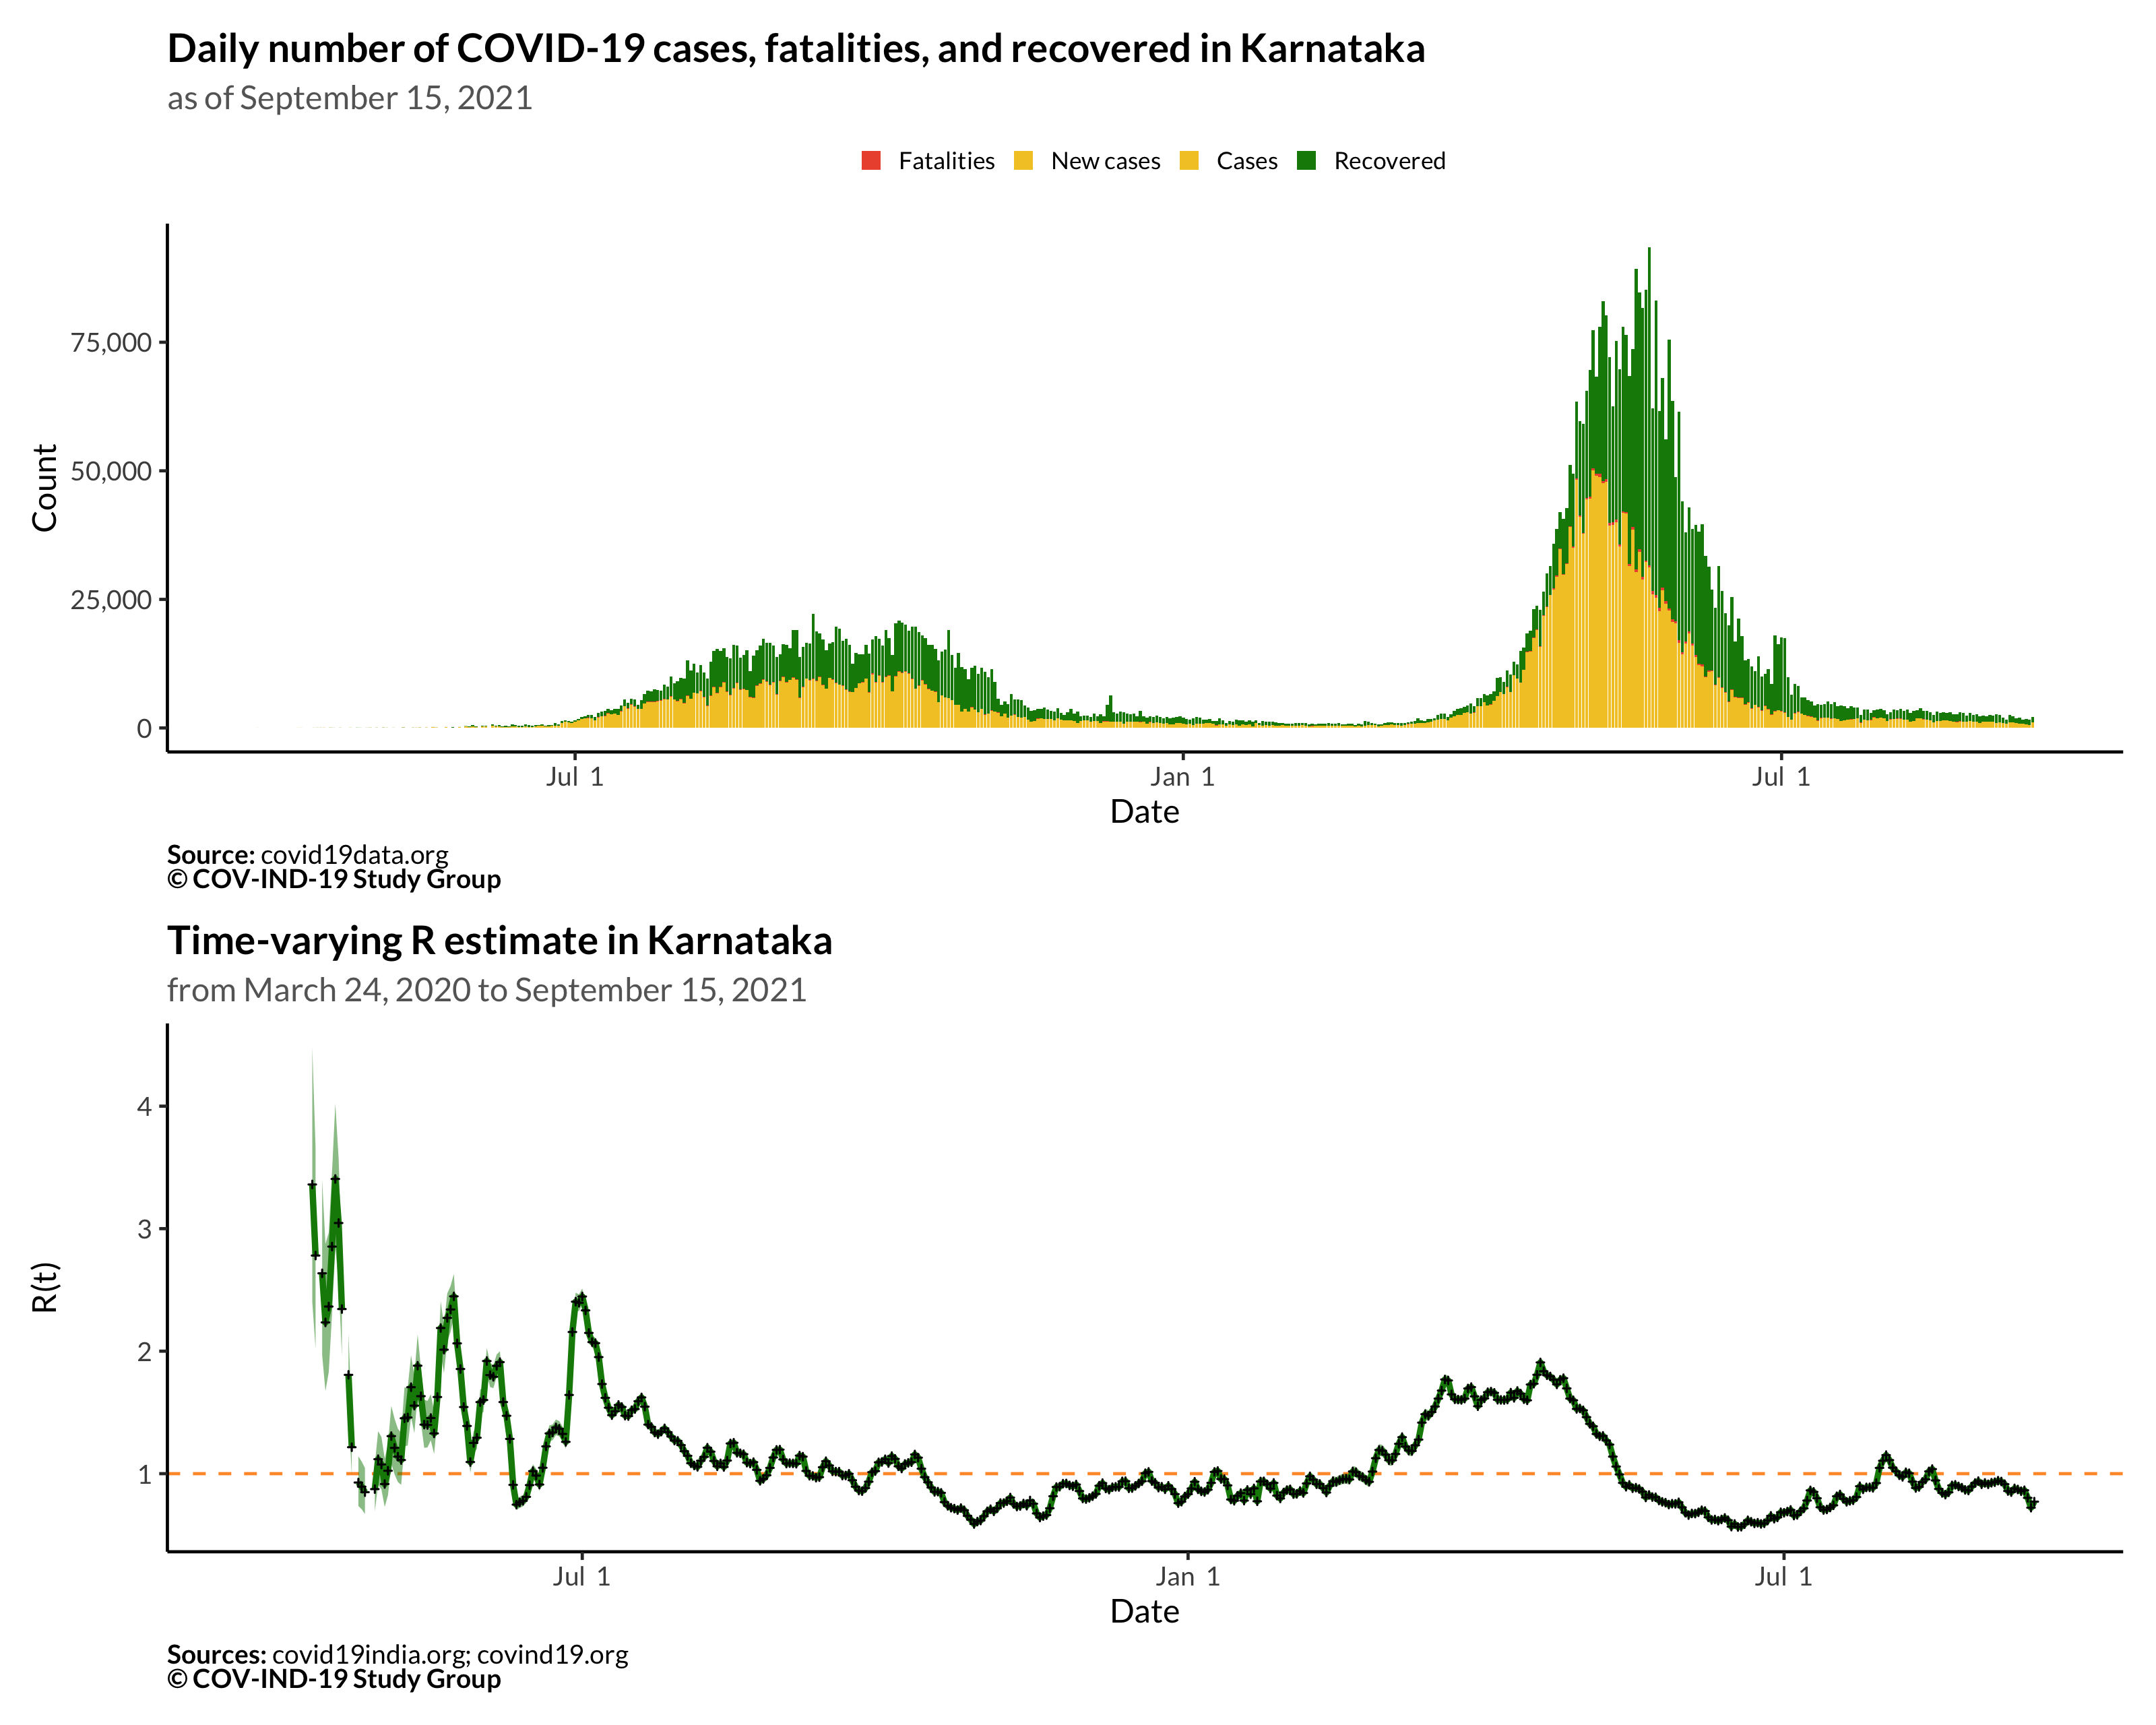 Daily number of COVID-19 cases, fatalities, and recovered in Karnataka
as of September 15, 2021
Fatalities New cases Cases Recovered
Count
75,000
50,000
25,000
0
Jul 1 Jan 1 Jul 1
Date
Source: covid19data.org
© COV-IND-19 Study Group
Time-varying R estimate in Karnataka
from March 24, 2020 to September 15, 2021
R(t)
4
3
2
1
Jul 1 Jan 1 Jul 1
Date
Sources: covid19india.org; covind19.org
© COV-IND-19 Study Group